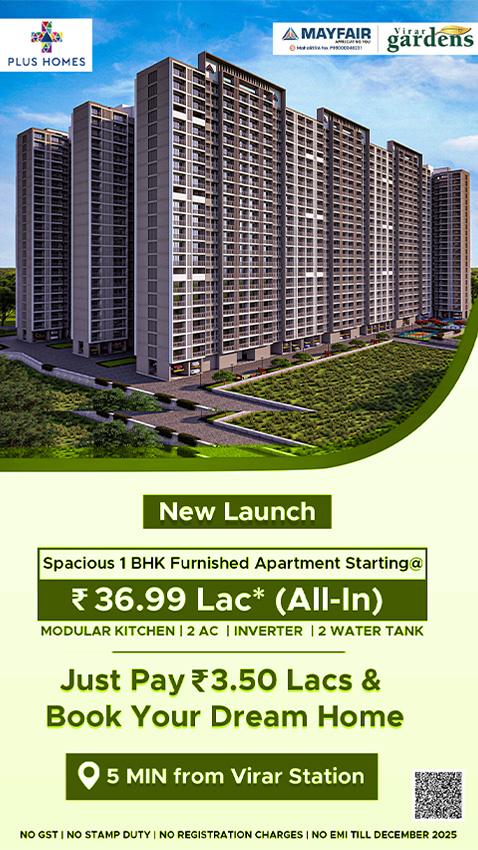 PLUS HOMES
MAYFAIR
APPRECIATING YOU
Virar
gardens
New Launch
Spacious 1 BHK Furnished Apartment Starting@
₹ 36.99 Lac* (All-In)
MODULAR KITCHEN | 2 AC | INVERTER | 2 WATER TANK
Just Pay ₹3.50 Lacs &
Book Your Dream Home
5 MIN from Virar Station
NO GST | NO STAMP DUTY | NO REGISTRATION CHARGES | NO EMI TILL DECEMBER 2025